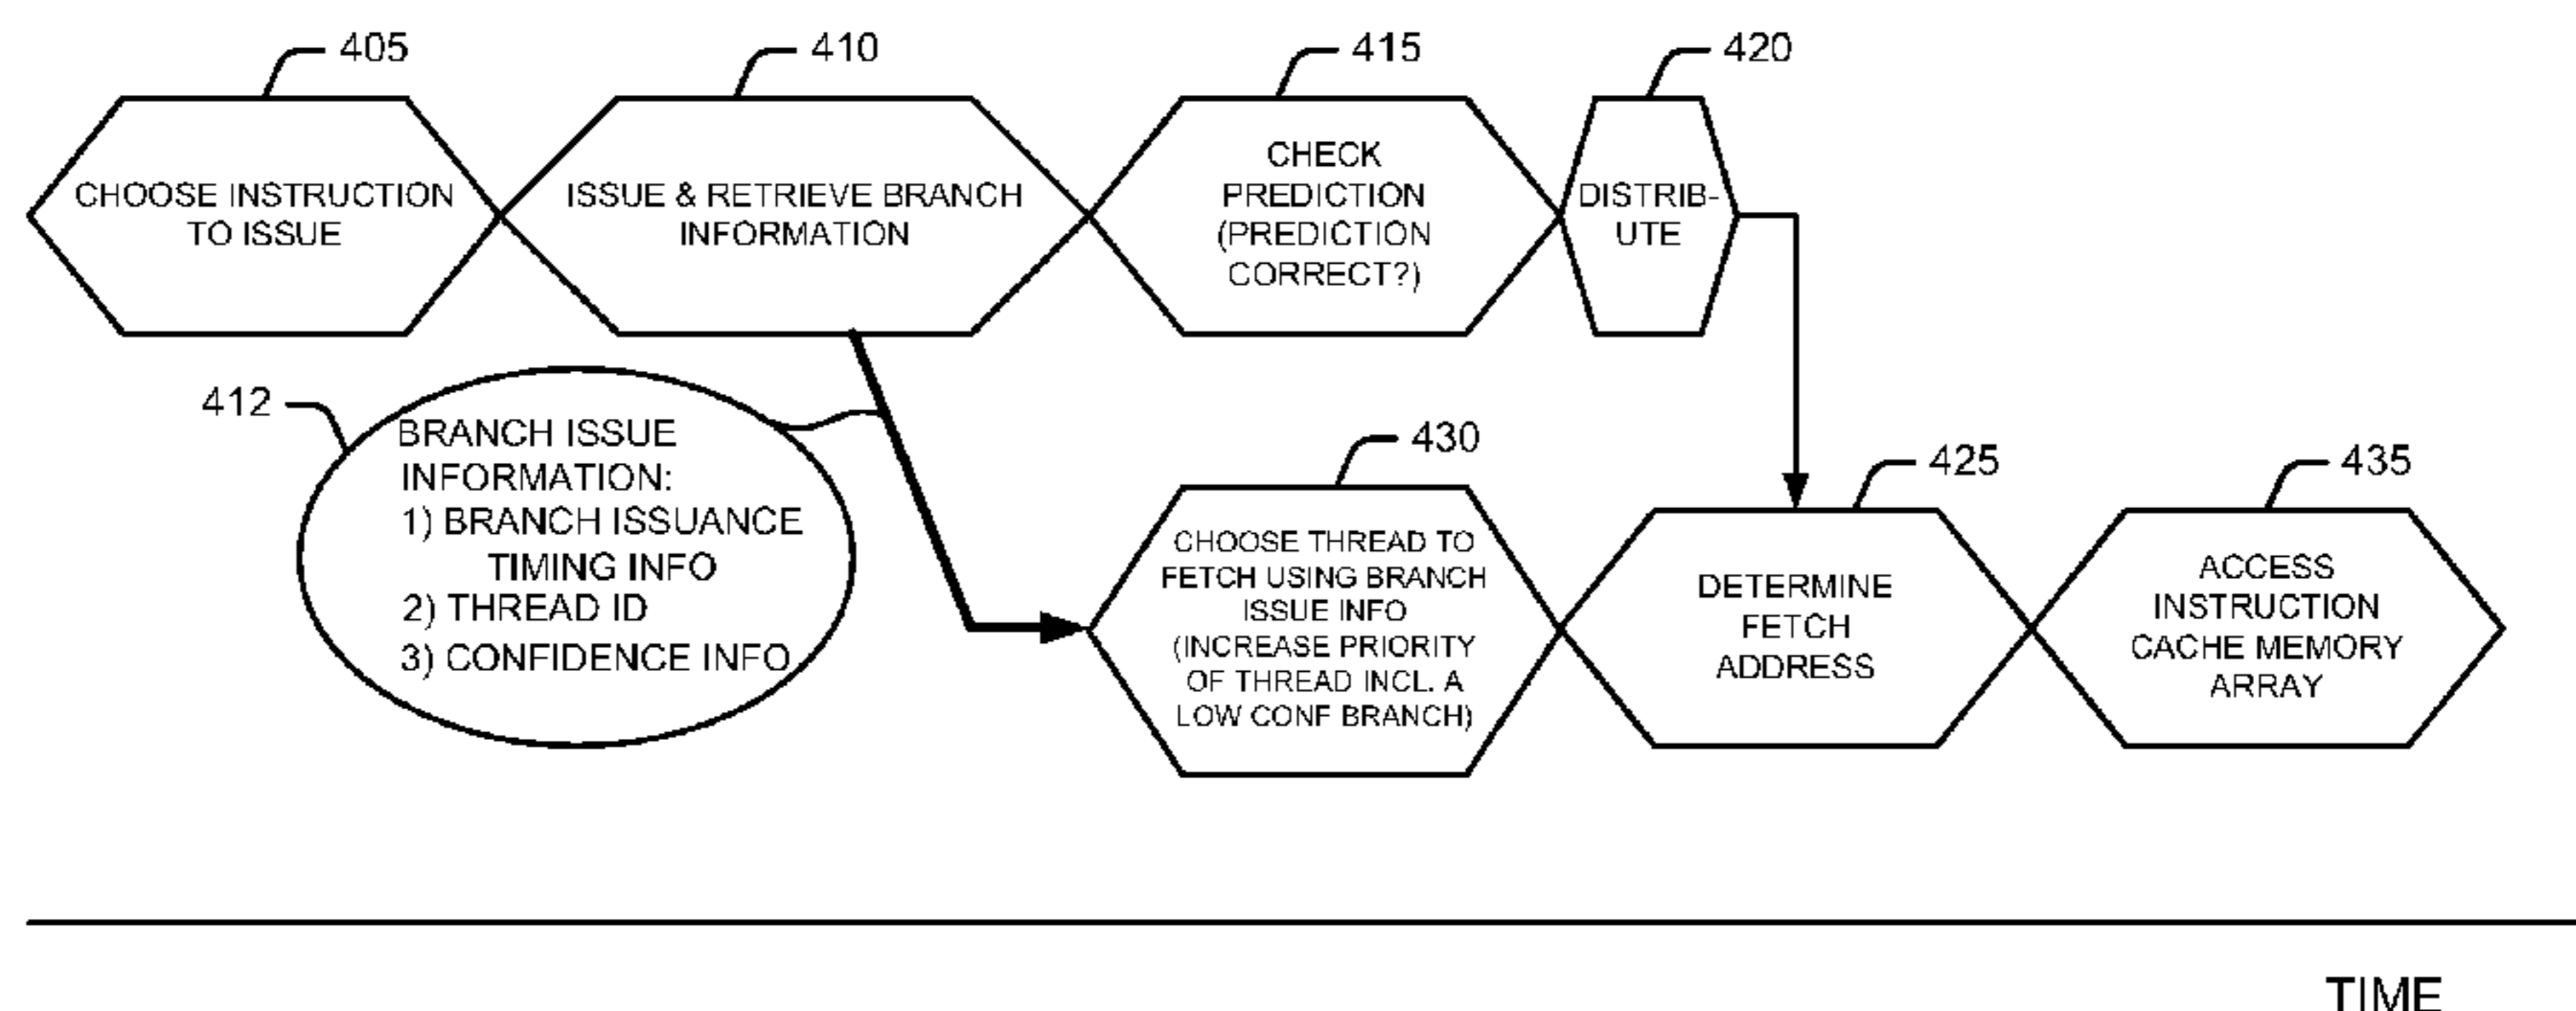 405
410
415
420
CHOOSE INSTRUCTION
TO ISSUE
ISSUE & RETRIEVE BRANCH
INFORMATION
CHECK
PREDICTION
(PREDICTION
CORRECT?)
DISTRIB-
UTE
412
BRANCH ISSUE
INFORMATION:
1) BRANCH ISSUANCE
TIMING INFO
2) THREAD ID
3) CONFIDENCE INFO
430
CHOOSE THREAD TO
FETCH USING BRANCH
ISSUE INFO
(INCREASE PRIORITY
OF THREAD INCL. A
LOW CONF BRANCH)
425
DETERMINE
FETCH
ADDRESS
435
ACCESS
INSTRUCTION
CACHE MEMORY
ARRAY
TIME